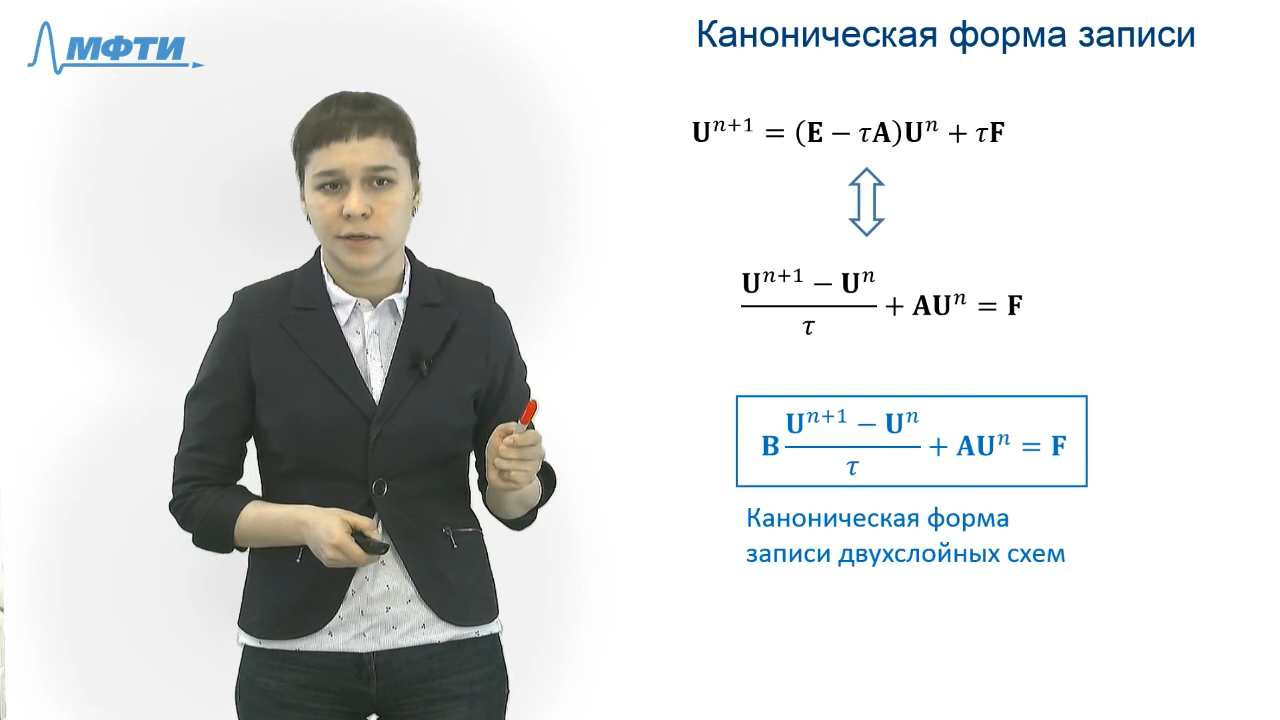 МФТИ
Каноническая форма записи
𝐔ⁿ⁺¹ = (𝐄 − τ𝐀)𝐔ⁿ + τ𝐅
(𝐔ⁿ⁺¹ − 𝐔ⁿ)/τ + 𝐀𝐔ⁿ = 𝐅
𝐁 (𝐔ⁿ⁺¹ − 𝐔ⁿ)/τ + 𝐀𝐔ⁿ = 𝐅
Каноническая форма
записи двухслойных схем